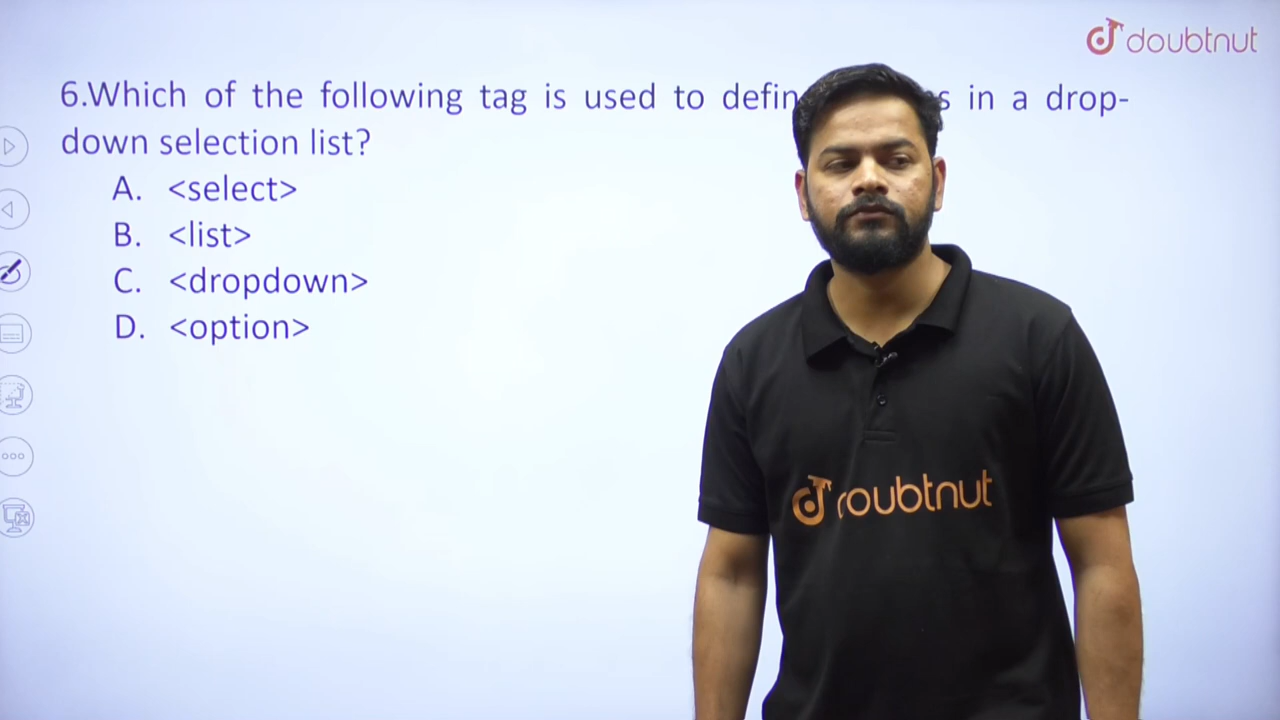 doubtnut
6.Which of the following tag is used to in a drop-
down selection list?
A. <select>
B. <list>
C. <dropdown>
D. <option>
doubtnut